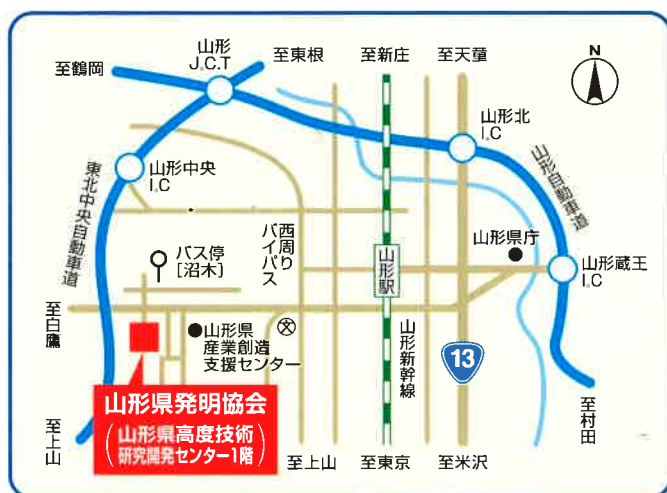 山形
J.C.T
至東根
至新庄
至天童
N
至鶴岡
山形北
I.C
山形中央
I.C
東北中央自動車道
山形自動車道
西周り
バイパス
バス停
[沼木]
山形県庁
山形駅
山形蔵王
I.C
至白鷹
山形県
産業創造
支援センター
文
山形新幹線
13
山形県発明協会
(山形県高度技術
研究開発センター1階)
至上山
至上山
至東京
至米沢
至村田